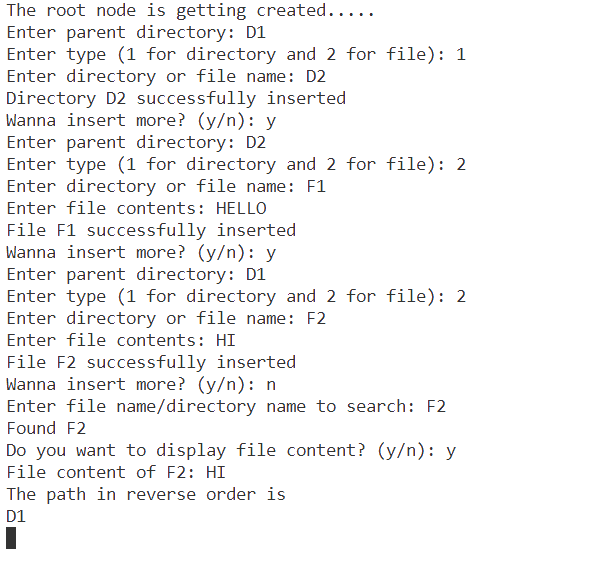 The root node is getting created.....
Enter parent directory: D1
Enter type (1 for directory and 2 for file): 1
Enter directory or file name: D2
Directory D2 successfully inserted
Wanna insert more? (y/n): y
Enter parent directory: D2
Enter type (1 for directory and 2 for file): 2
Enter directory or file name: F1
Enter file contents: HELLO
File F1 successfully inserted
Wanna insert more? (y/n): y
Enter parent directory: D1
Enter type (1 for directory and 2 for file): 2
Enter directory or file name: F2
Enter file contents: HI
File F2 successfully inserted
Wanna insert more? (y/n): n
Enter file name/directory name to search: F2
Found F2
Do you want to display file content? (y/n): y
File content of F2: HI
The path in reverse order is
D1